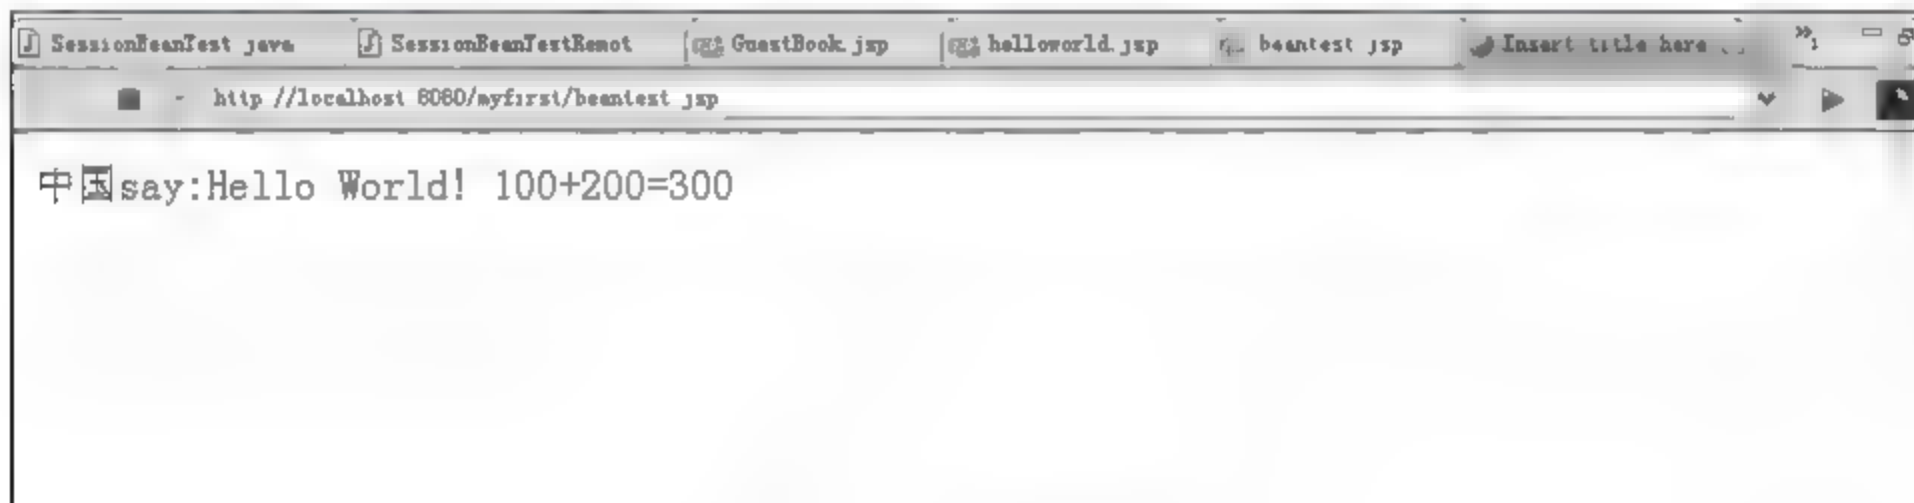 SessionBeanTest java SessionBeanTestRemot GuestBook.jsp helloworld.jsp beantest jsp Insert title here »1
http //localhost 8080/myfirst/beantest jsp
中国say:Hello World! 100+200=300